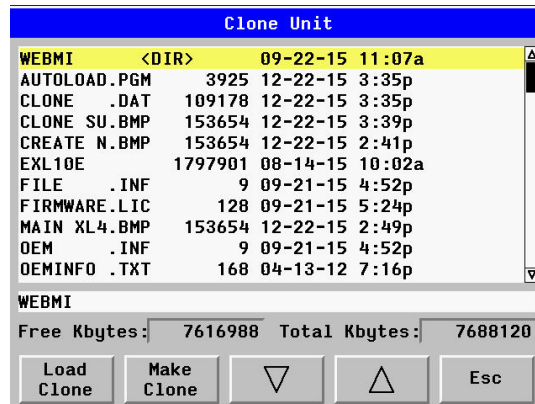 Clone Unit
WEBMI <DIR> 09-22-15 11:07a
AUTOLOAD.PGM 3925 12-22-15 3:35p
CLONE .DAT 109178 12-22-15 3:35p
CLONE SU.BMP 153654 12-22-15 3:39p
CREATE N.BMP 153654 12-22-15 2:41p
EXL10E 1797901 08-14-15 10:02a
FILE .INF 9 09-21-15 4:52p
FIRMWARE.LIC 128 09-21-15 5:24p
MAIN XL4.BMP 153654 12-22-15 2:49p
OEM .INF 9 09-21-15 4:52p
OEMINFO .TXT 168 04-13-12 7:16p
WEBMI
Free Kbytes: 7616988 Total Kbytes: 7688120
Load Clone
Make Clone
Esc